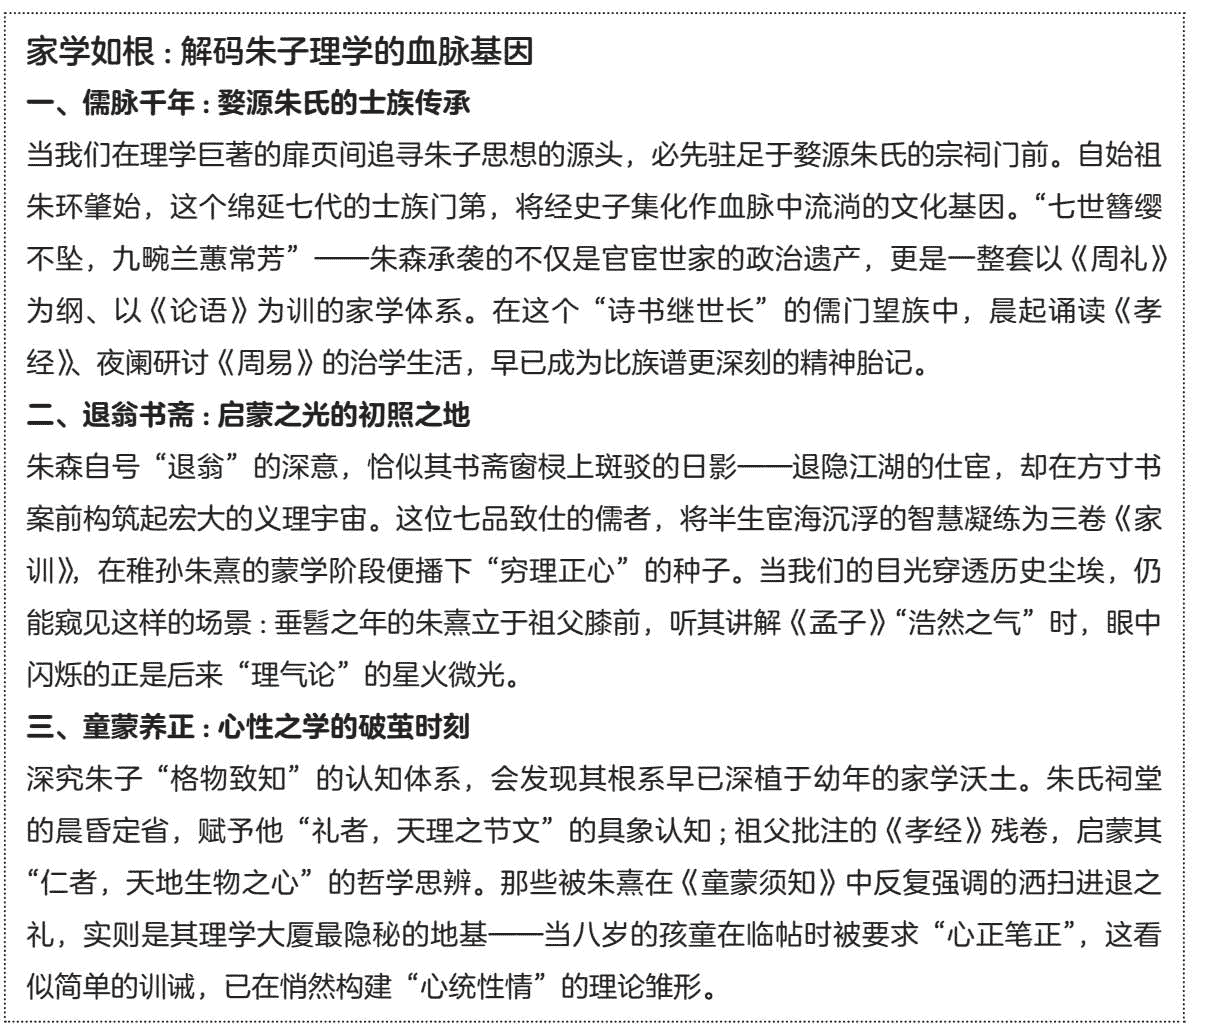 家学如根：解码朱子理学的血脉基因
一、儒脉千年：婺源朱氏的士族传承
当我们在理学巨著的扉页间追寻朱子思想的源头，必先驻足于婺源朱氏的宗祠门前。自始祖
朱环肇始，这个绵延七代的士族门第，将经史子集化作血脉中流淌的文化基因。“七世簪缨
不坠，九畹兰蕙常芳”——朱森承袭的不仅是官宦世家的政治遗产，更是一整套以《周礼》
为纲、以《论语》为训的家学体系。在这个“诗书继世长”的儒门望族中，晨起诵读《孝
经》、夜阑研讨《周易》的治学生活，早已成为比族谱更深刻的精神胎记。
二、退翁书斋：启蒙之光的初照之地
朱森自号“退翁”的深意，恰似其书斋窗棂上斑驳的日影——退隐江湖的仕宦，却在方寸书
案前构筑起宏大的义理宇宙。这位七品致仕的儒者，将半生宦海沉浮的智慧凝练为三卷《家
训》，在稚孙朱熹的蒙学阶段便播下“穷理正心”的种子。当我们的目光穿透历史尘埃，仍
能窥见这样的场景：垂髫之年的朱熹立于祖父膝前，听其讲解《孟子》“浩然之气”时，眼中
闪烁的正是后来“理气论”的星火微光。
三、童蒙养正：心性之学的破茧时刻
深究朱子“格物致知”的认知体系，会发现其根系早已深植于幼年的家学沃土。朱氏祠堂
的晨昏定省，赋予他“礼者，天理之节文”的具象认知；祖父批注的《孝经》残卷，启蒙其
“仁者，天地生物之心”的哲学思辨。那些被朱熹在《童蒙须知》中反复强调的洒扫进退之
礼，实则是其理学大厦最隐秘的地基——当八岁的孩童在临帖时被要求“心正笔正”，这看
似简单的训诫，已在悄然构建“心统性情”的理论雏形。